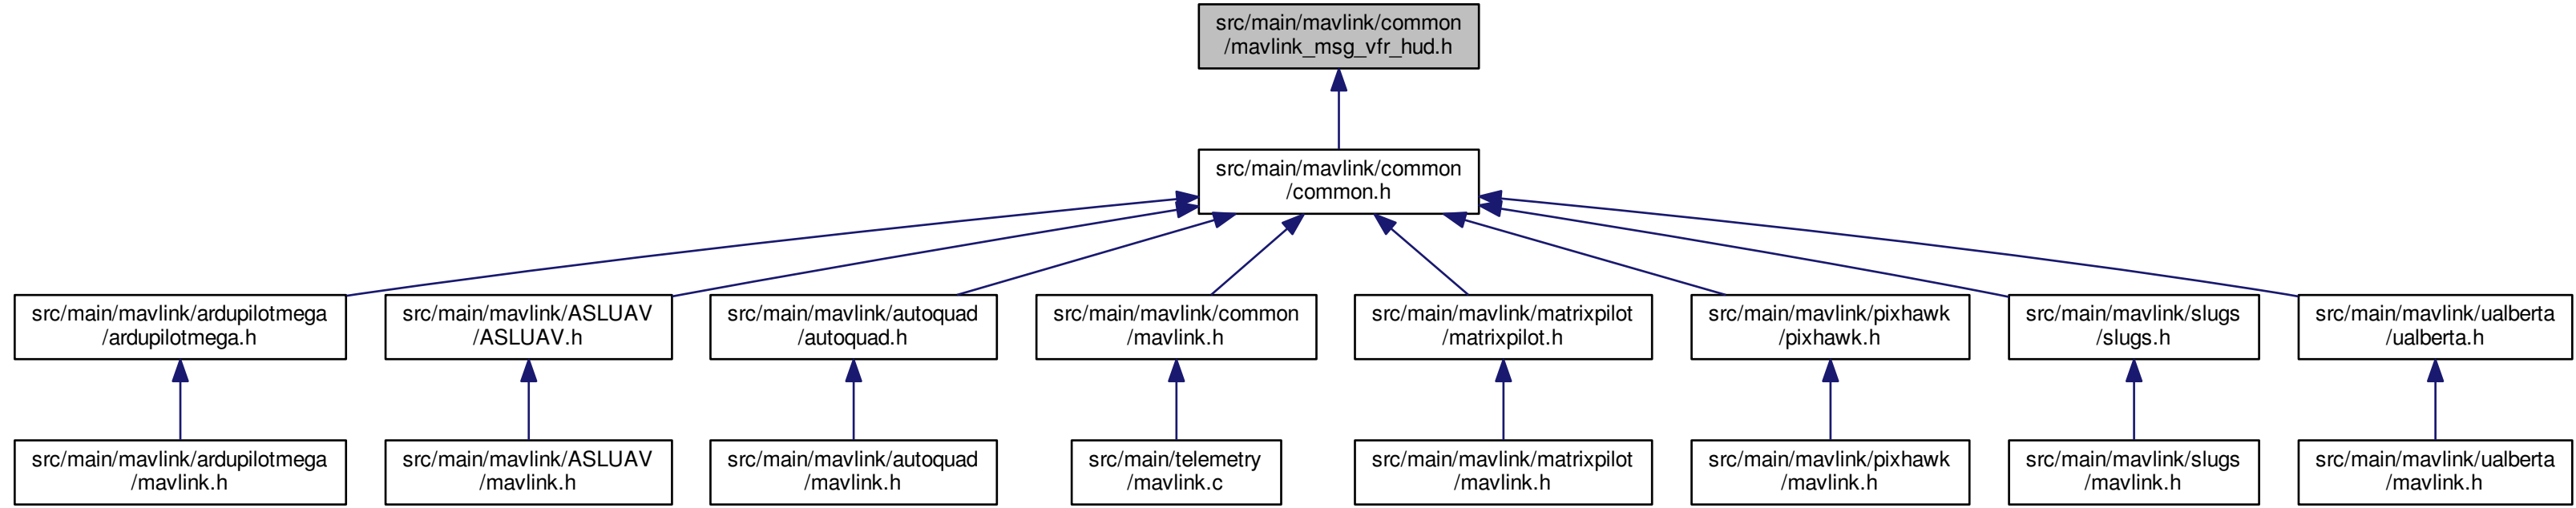 src/main/mavlink/common
/mavlink_msg_vfr_hud.h
src/main/mavlink/common
/common.h
src/main/mavlink/ardupilotmega
/ardupilotmega.h
src/main/mavlink/ASLUAV
/ASLUAV.h
src/main/mavlink/autoquad
/autoquad.h
src/main/mavlink/common
/mavlink.h
src/main/mavlink/matrixpilot
/matrixpilot.h
src/main/mavlink/pixhawk
/pixhawk.h
src/main/mavlink/slugs
/slugs.h
src/main/mavlink/ualberta
/ualberta.h
src/main/mavlink/ardupilotmega
/mavlink.h
src/main/mavlink/ASLUAV
/mavlink.h
src/main/mavlink/autoquad
/mavlink.h
src/main/telemetry
/mavlink.c
src/main/mavlink/matrixpilot
/mavlink.h
src/main/mavlink/pixhawk
/mavlink.h
src/main/mavlink/slugs
/mavlink.h
src/main/mavlink/ualberta
/mavlink.h